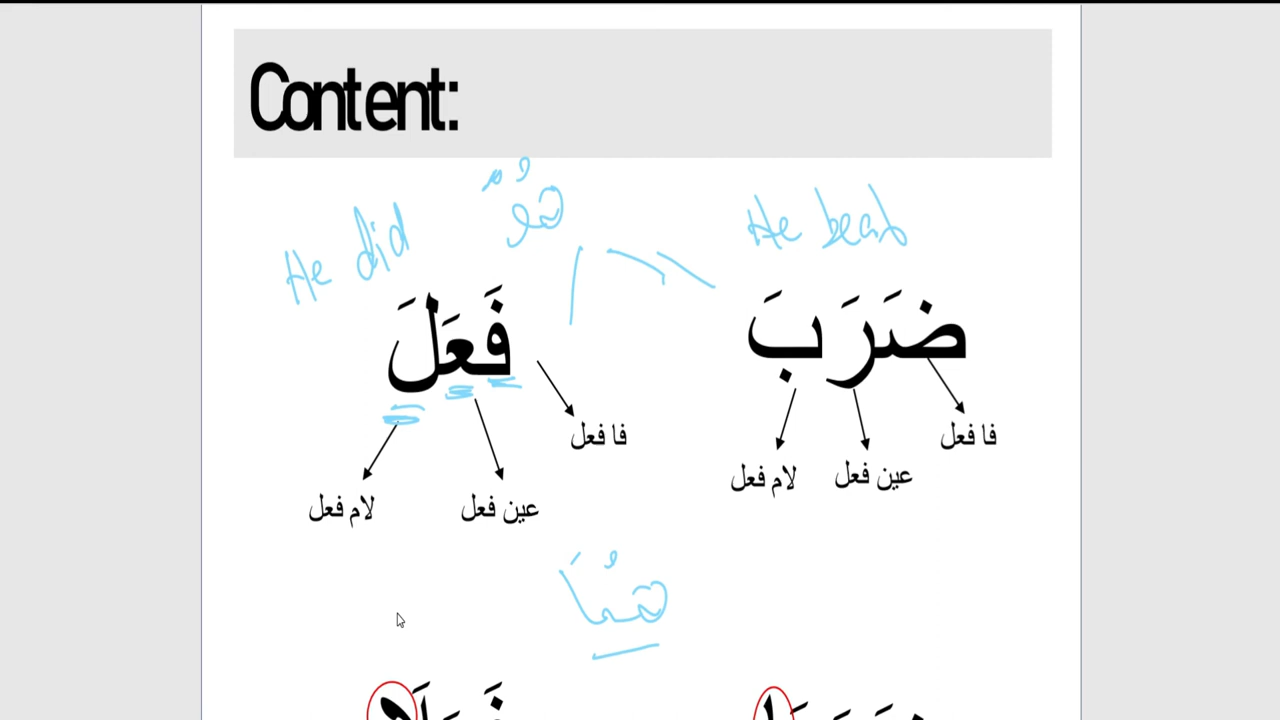 Content:
He did هُوَ He beat
فَعَلَ ضَرَبَ
فا فعل فا فعل
عين فعل لام فعل
عين فعل لام فعل
هُمَا